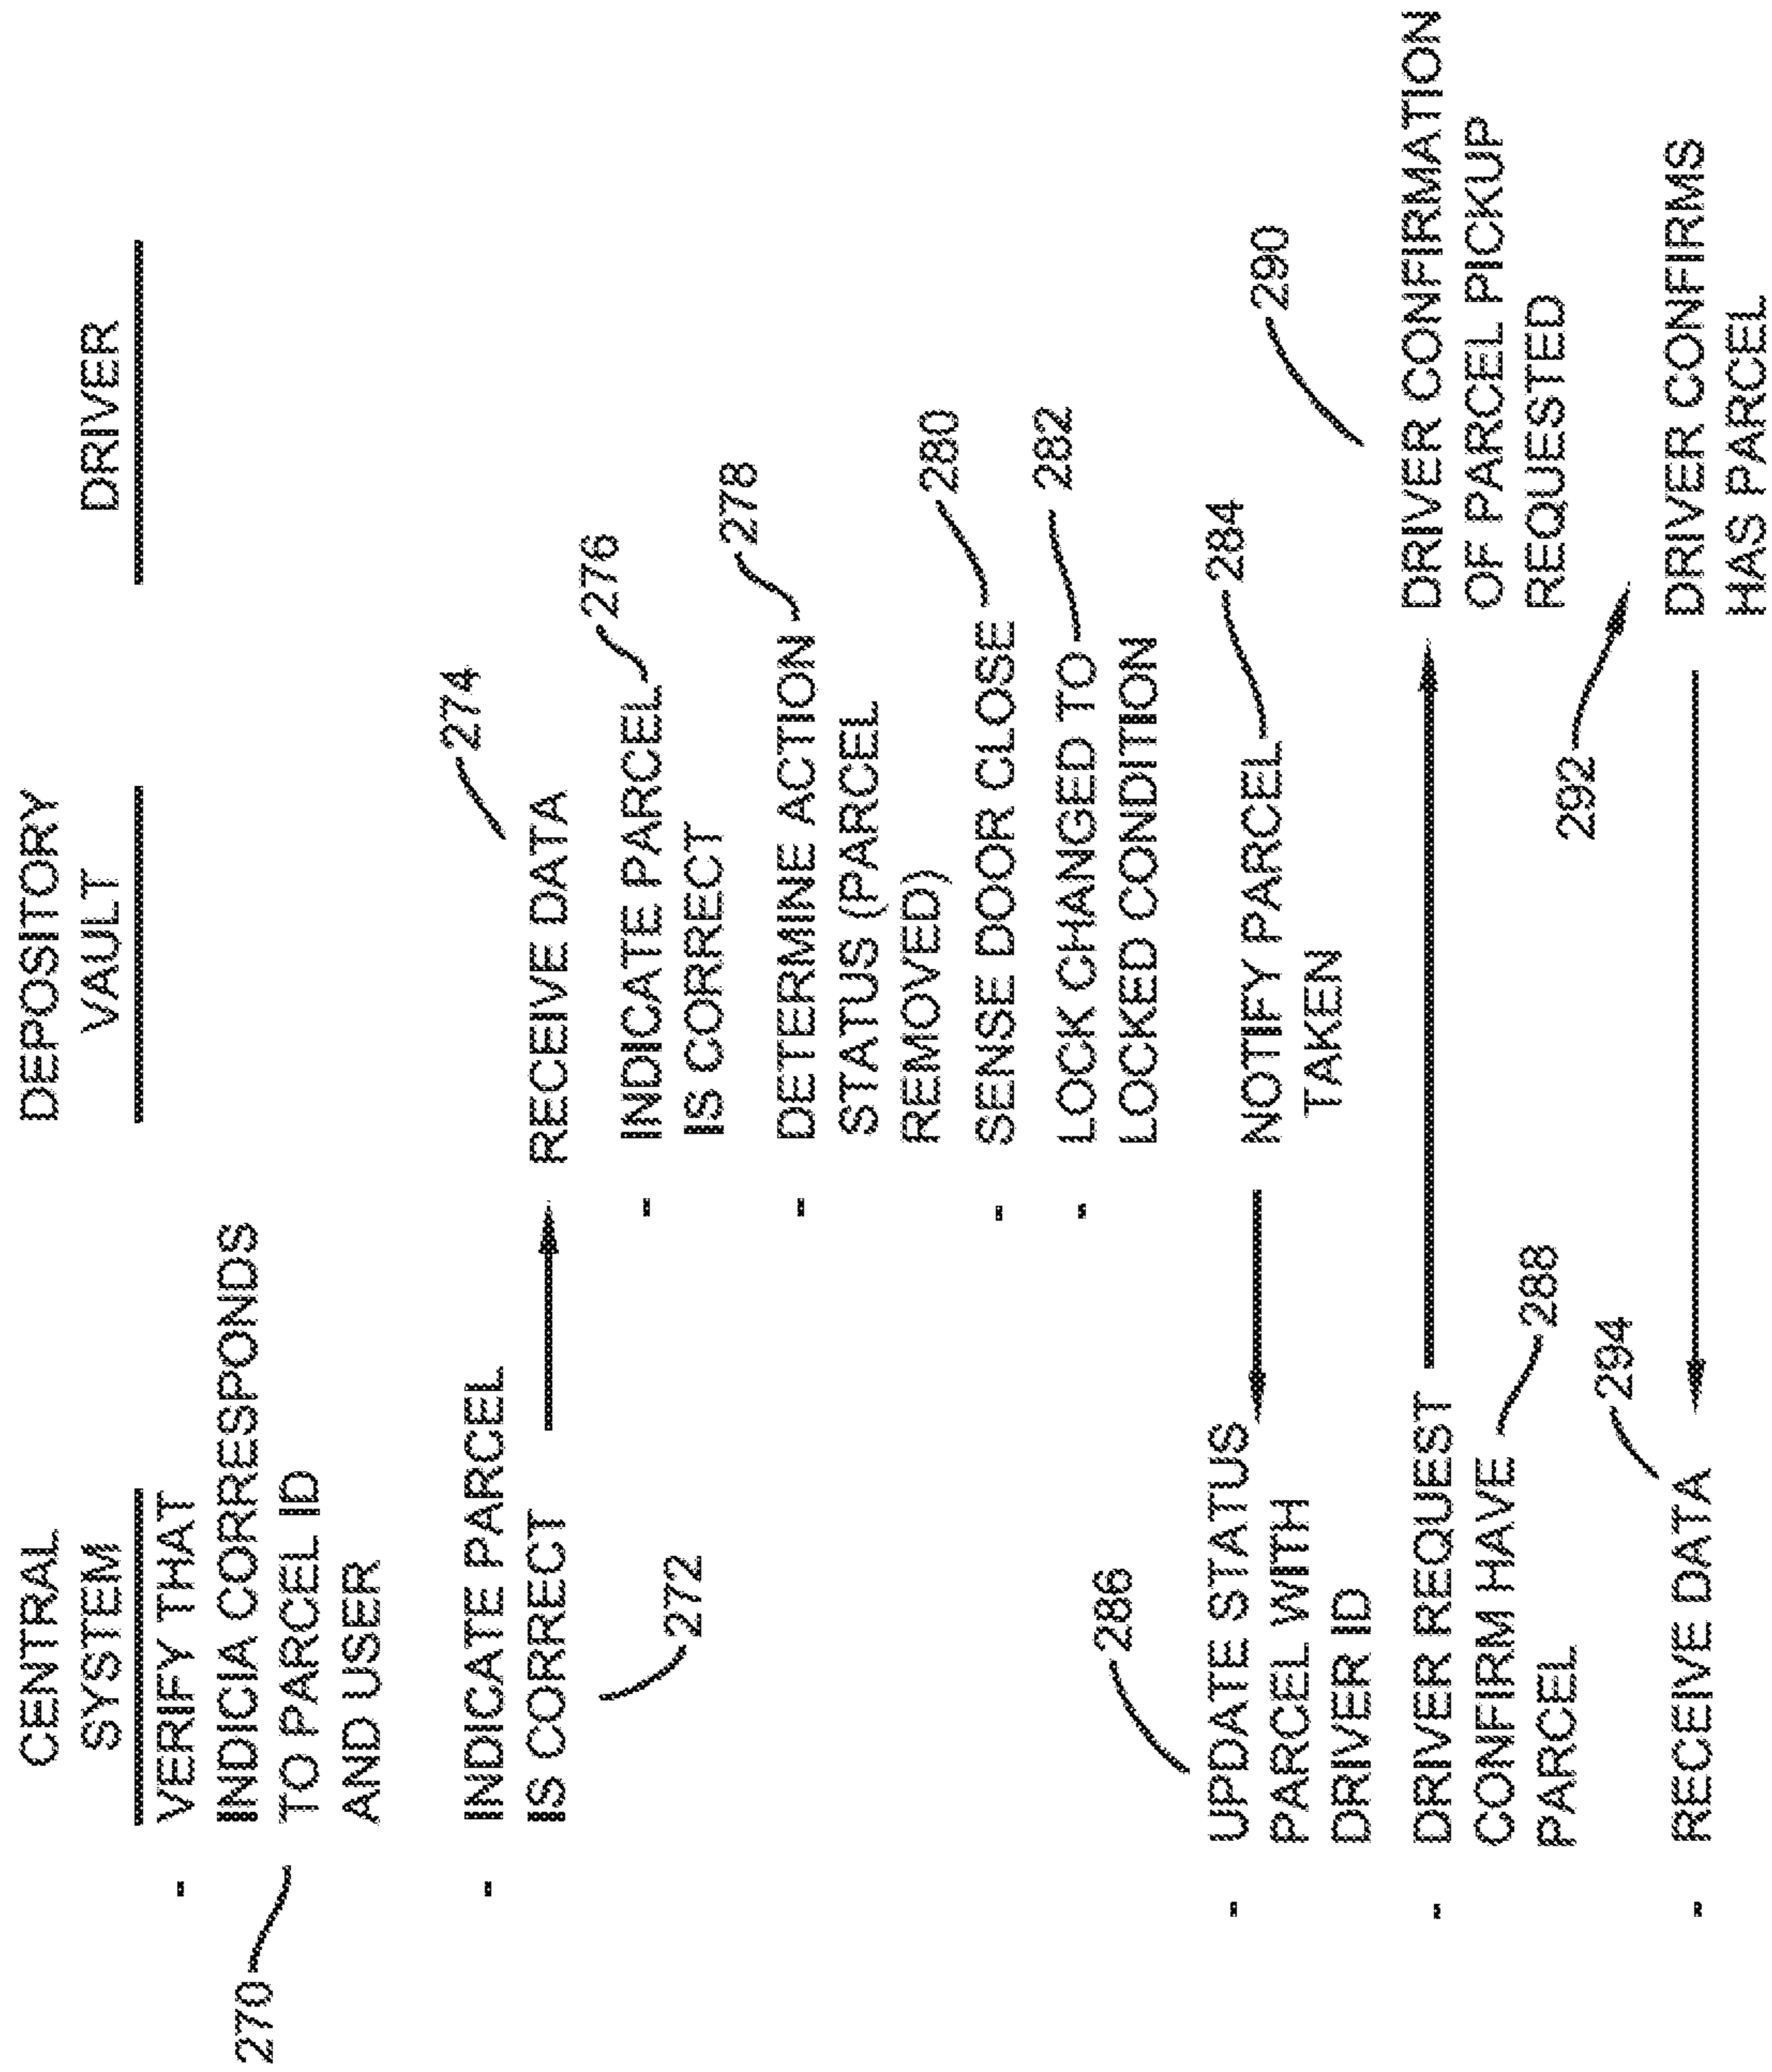 CENTRAL
SYSTEM
DEPOSITORY
VAULT
DRIVER
270
- VERIFY THAT
INDICIA CORRESPONDS
TO PARCEL ID
AND USER
- INDICATE PARCEL
IS CORRECT
272
274
RECEIVE DATA
- INDICATE PARCEL
IS CORRECT
276
- DETERMINE ACTION
STATUS (PARCEL
REMOVED)
278
- SENSE DOOR CLOSE
280
- LOCK CHANGED TO
LOCKED CONDITION
282
NOTIFY PARCEL
TAKEN
284
286
- UPDATE STATUS
PARCEL WITH
DRIVER ID
- DRIVER REQUEST
CONFIRM HAVE
PARCEL
288
290
DRIVER CONFIRMATION
OF PARCEL PICKUP
REQUESTED
292
DRIVER CONFIRMS
HAS PARCEL
294
- RECEIVE DATA